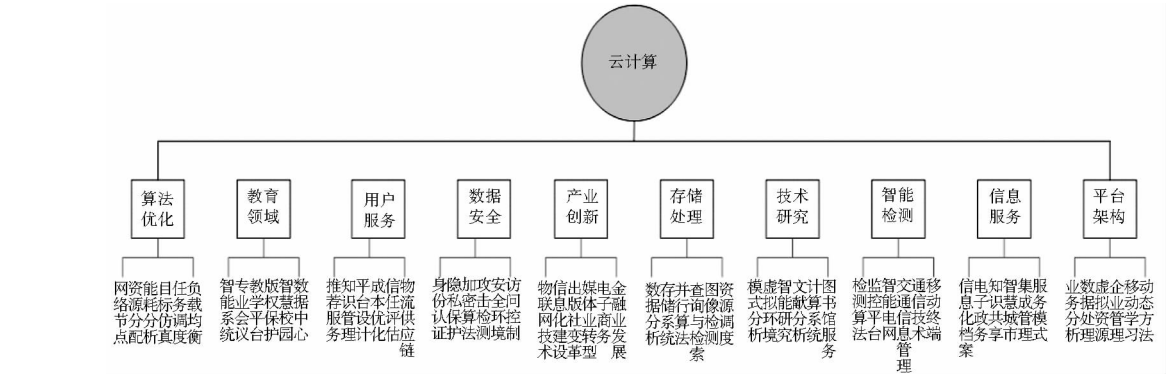 云计算
算法
优化
教育
领域
用户
服务
数据
安全
产业
创新
存储
处理
技术
研究
智能
检测
信息
服务
平台
架构
网络节点
资源分配
能耗分析
目标仿真
任务调度
负载均衡
智能系统
专业会议
教学平台
版权保护
智慧校园
数据中心
推荐服务
知识管理
平台设计
成本优化
信任评估
物流供应链
身份认证
隐私保护
加密算法
攻击检测
安全环境
访问控制
物联网技术
信息化建设
出版社变革
媒体业转型
电子商务
金融业发展
数据分析
存储系统
并行算法
查询与检索
图像检测
资源调度
模式分析
虚拟环境
智能研究
文献分析
计算系统
图书馆服务
检测算法
监控平台
智能电网
交通信息管理
通信技术
移动终端
信息化档案
电子政务
知识共享
智慧城市
集成管理
服务模式
业务分析
数据处理
虚拟资源
企业管理
移动学习
动态方法